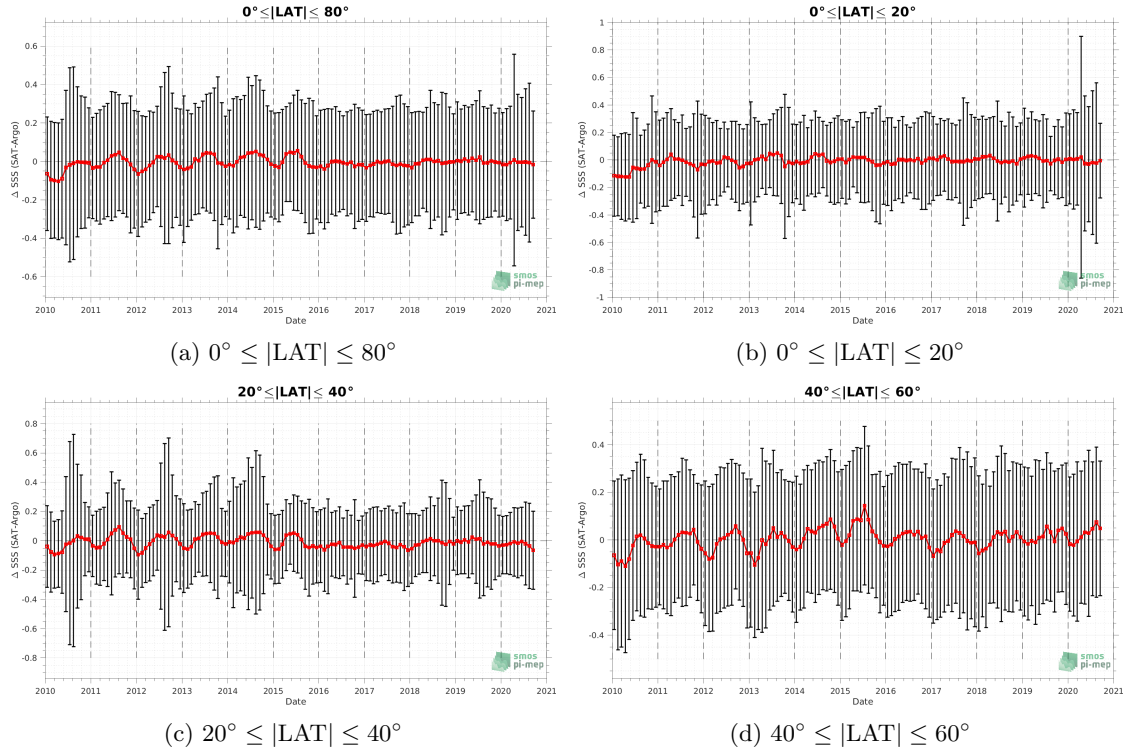 0°≤|LAT|≤ 80°
0.6
0.4
0.2
0
-0.2
-0.4
-0.6
Δ SSS (SAT-Argo)
2010 2011 2012 2013 2014 2015 2016 2017 2018 2019 2020 2021
Date
smos
pi-mep
(a) 0° ≤ |LAT| ≤ 80°
0°≤|LAT|≤ 20°
1
0.8
0.6
0.4
0.2
0
-0.2
-0.4
-0.6
-0.8
-1
Δ SSS (SAT-Argo)
2010 2011 2012 2013 2014 2015 2016 2017 2018 2019 2020 2021
Date
smos
pi-mep
(b) 0° ≤ |LAT| ≤ 20°
20°≤|LAT|≤ 40°
0.8
0.6
0.4
0.2
0
-0.2
-0.4
-0.6
-0.8
Δ SSS (SAT-Argo)
2010 2011 2012 2013 2014 2015 2016 2017 2018 2019 2020 2021
Date
smos
pi-mep
(c) 20° ≤ |LAT| ≤ 40°
40°≤|LAT|≤ 60°
0.4
0.2
0
-0.2
-0.4
Δ SSS (SAT-Argo)
2010 2011 2012 2013 2014 2015 2016 2017 2018 2019 2020 2021
Date
smos
pi-mep
(d) 40° ≤ |LAT| ≤ 60°